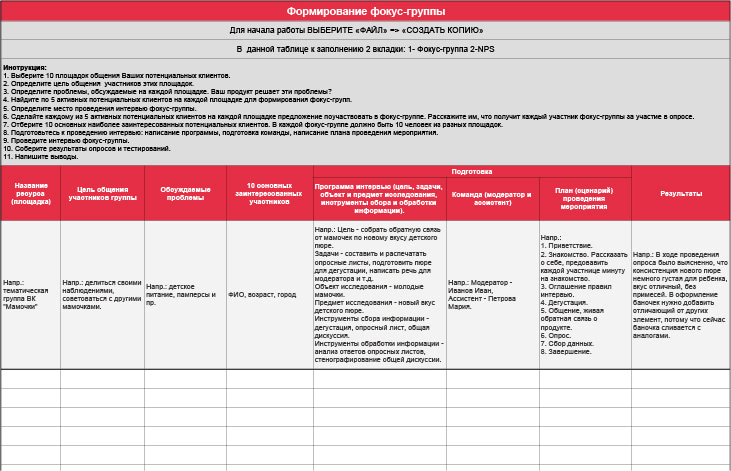 Формирование фокус-группы
Для начала работы ВЫБЕРИТЕ «ФАЙЛ» => «СОЗДАТЬ КОПИЮ»
В данной таблице к заполнению 2 вкладки: 1- Фокус-группа 2-NPS
Инструкция:
1. Выберите 10 площадок общения Ваших потенциальных клиентов.
2. Определите цель общения участников этих площадок.
3. Определите проблемы, обсуждаемые на каждой площадке. Ваш продукт решает эти проблемы?
4. Найдите по 5 активных потенциальных клиентов на каждой площадке для формирования фокус-групп.
5. Определите место проведения интервью фокус-группы.
6. Сделайте каждому из 5 активных потенциальных клиентов на каждой площадке предложение поучаствовать в фокус-группе. Расскажите им, что получит каждый участник фокус-группы за участие в опросе.
7. Отберите 10 основных наиболее заинтересованных потенциальных клиентов. В каждой фокус-группе должно быть 10 человек из разных площадок.
8. Подготовьтесь к проведению интервью: написание программы, подготовка команды, написание плана проведения мероприятия.
9. Проведите интервью фокус-группы.
10. Соберите результаты опросов и тестирований.
11. Напишите выводы.
Название
ресурса
(площадка)
Цель общения
участников группы
Обсуждаемые
проблемы
10 основных
заинтересованных
участников
Подготовка
Программа интервью (цель, задачи,
объект и предмет исследования,
инструменты сбора и обработки
информации).
Команда (модератор и
ассистент)
План (сценарий)
проведения
мероприятия
Результаты
Напр.:
тематическая
группа ВК
"Мамочки"
Напр.: делиться своими
наблюдениями,
советоваться с другими
мамочками.
Напр.: детское
питание, памперсы и
пр.
ФИО, возраст, город
Напр.: Цель - собрать обратную связь
от мамочек по новому вкусу детского
пюре.
Задачи - составить и распечатать
опросные листы, подготовить пюре
для дегустации, написать речь для
модератора и т.д.
Объект исследования - молодые
мамочки.
Предмет исследования - новый вкус
детского пюре.
Инструменты сбора информации -
дегустация, опросный лист, общая
дискуссия.
Инструменты обработки информации -
анализ ответов опросных листов,
стенографирование общей дискуссии.
Напр.: Модератор -
Иванов Иван,
Ассистент - Петрова
Мария.
Напр.:
1. Приветствие.
2. Знакомство. Рассказать
о себе, предовавить
каждой участнице минуту
на знакомство.
3. Оглашение правил
интервью.
4. Дегустация.
5. Общение, живая
обратная связь о
продукте.
6. Опрос.
7. Сбор данных.
8. Завершение.
Напр.: В ходе проведения
опроса было выясненно, что
консистенция нового пюре
немного густая для ребенка,
вкус отличный, без
примесей. В оформление
баночек нужно добавить
отличающий от других
элемент, потому что сейчас
баночка сливается с
аналогами.